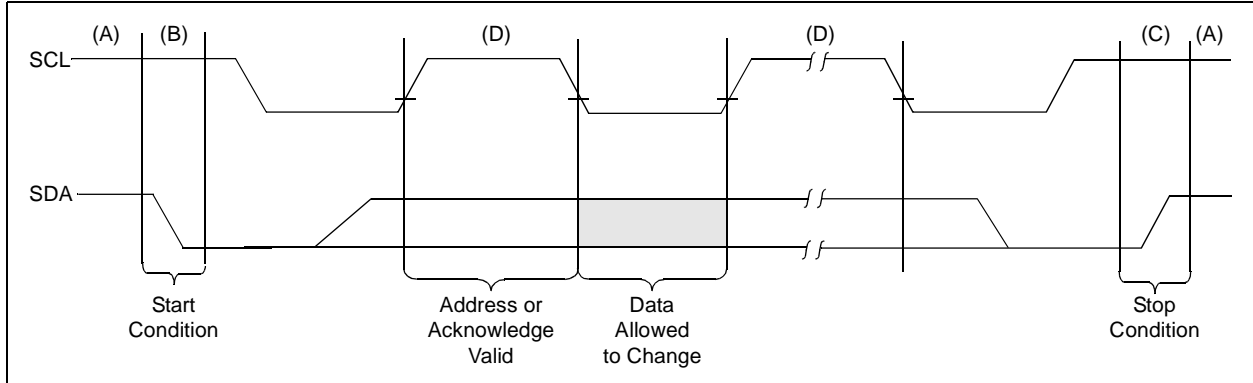 (A) (B) (D) (D) (C) (A)
SCL
SDA
Start
Condition
Address or
Acknowledge
Valid
Data
Allowed
to Change
Stop
Condition